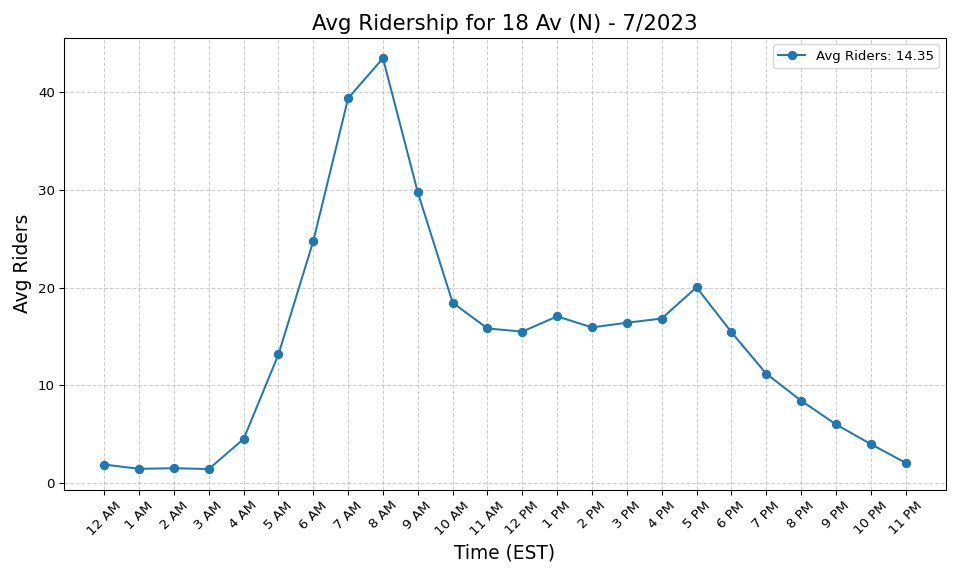 Avg Ridership for 18 Av (N) - 7/2023
Avg Riders: 14.35
Avg Riders
40
30
20
10
0
12 AM
1 AM
2 AM
3 AM
4 AM
5 AM
6 AM
7 AM
8 AM
9 AM
10 AM
11 AM
12 PM
1 PM
2 PM
3 PM
4 PM
5 PM
6 PM
7 PM
8 PM
9 PM
10 PM
11 PM
Time (EST)